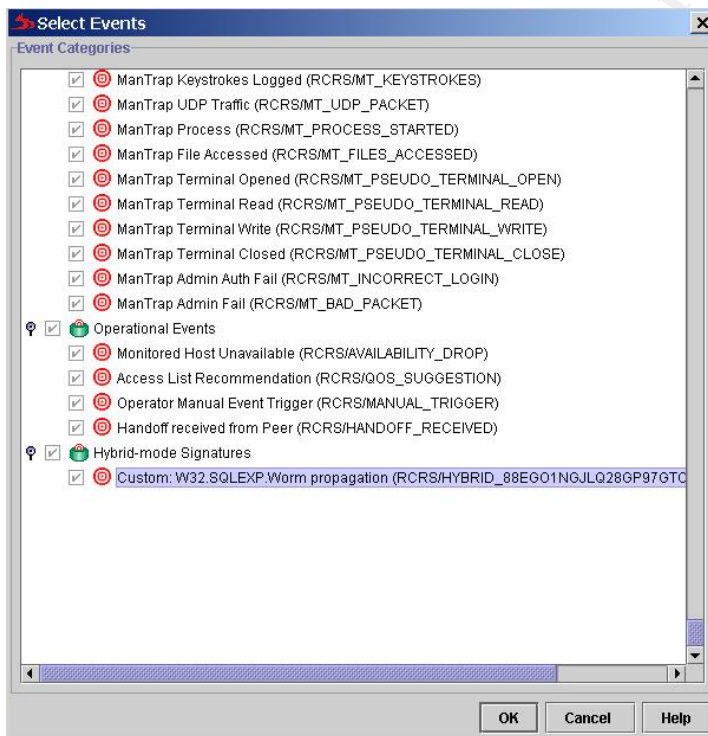 Select Events
Event Categories
ManTrap Keystrokes Logged (RCRS/MT_KEYSTROKES)
ManTrap UDP Traffic (RCRS/MT_UDP_PACKET)
ManTrap Process (RCRS/MT_PROCESS_STARTED)
ManTrap File Accessed (RCRS/MT_FILES_ACCESSED)
ManTrap Terminal Opened (RCRS/MT_PSEUDO_TERMINAL_OPEN)
ManTrap Terminal Read (RCRS/MT_PSEUDO_TERMINAL_READ)
ManTrap Terminal Write (RCRS/MT_PSEUDO_TERMINAL_WRITE)
ManTrap Terminal Closed (RCRS/MT_PSEUDO_TERMINAL_CLOSE)
ManTrap Admin Auth Fail (RCRS/MT_INCORRECT_LOGIN)
ManTrap Admin Fail (RCRS/MT_BAD_PACKET)
Operational Events
Monitored Host Unavailable (RCRS/AVAILABILITY_DROP)
Access List Recommendation (RCRS/QOS_SUGGESTION)
Operator Manual Event Trigger (RCRS/MANUAL_TRIGGER)
Handoff received from Peer (RCRS/HANDOFF_RECEIVED)
Hybrid-mode Signatures
Custom: W32.SQLEXP.Worm propagation (RCRS/HYBRID_88EGO1NGJLQ28GP97GTC
OK Cancel Help